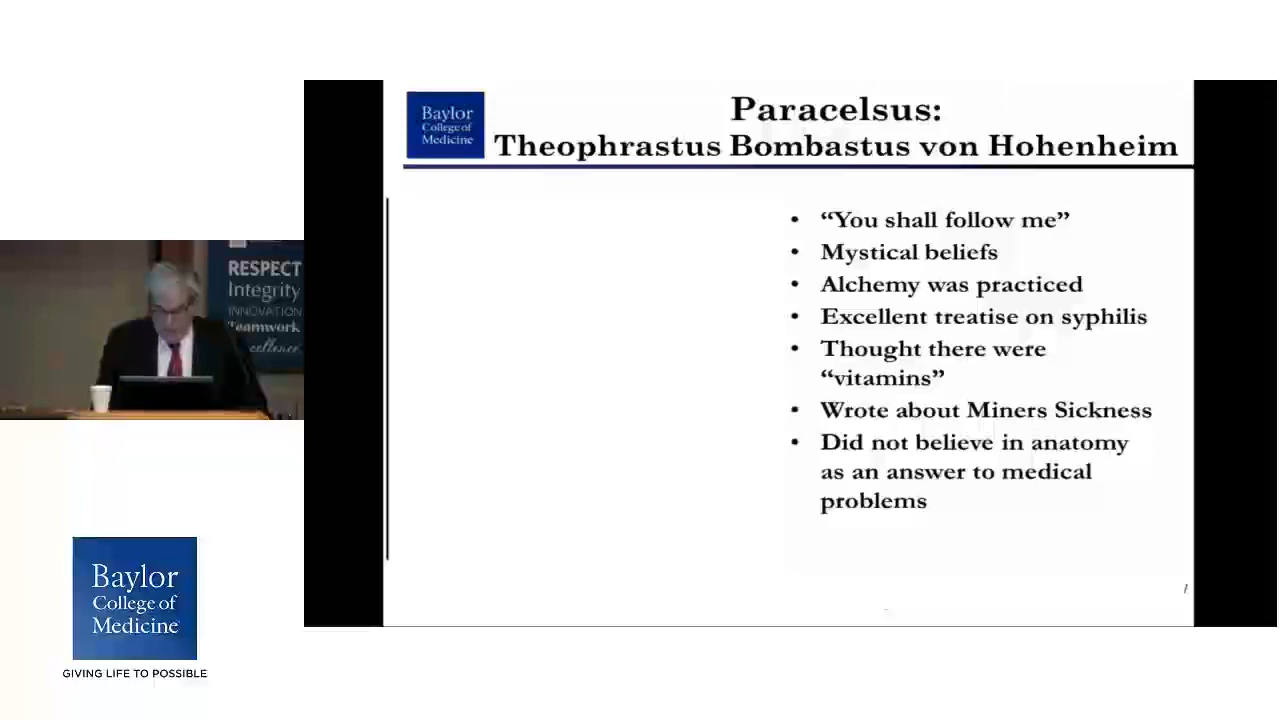 Baylor
College of
Medicine
Paracelsus:
Theophrastus Bombastus von Hohenheim
• “You shall follow me”
• Mystical beliefs
• Alchemy was practiced
• Excellent treatise on syphilis
• Thought there were
“vitamins”
• Wrote about Miners Sickness
• Did not believe in anatomy
as an answer to medical
problems
RESPECT
Integrity
INNOVATION
Teamwork
Baylor
College of
Medicine
GIVING LIFE TO POSSIBLE